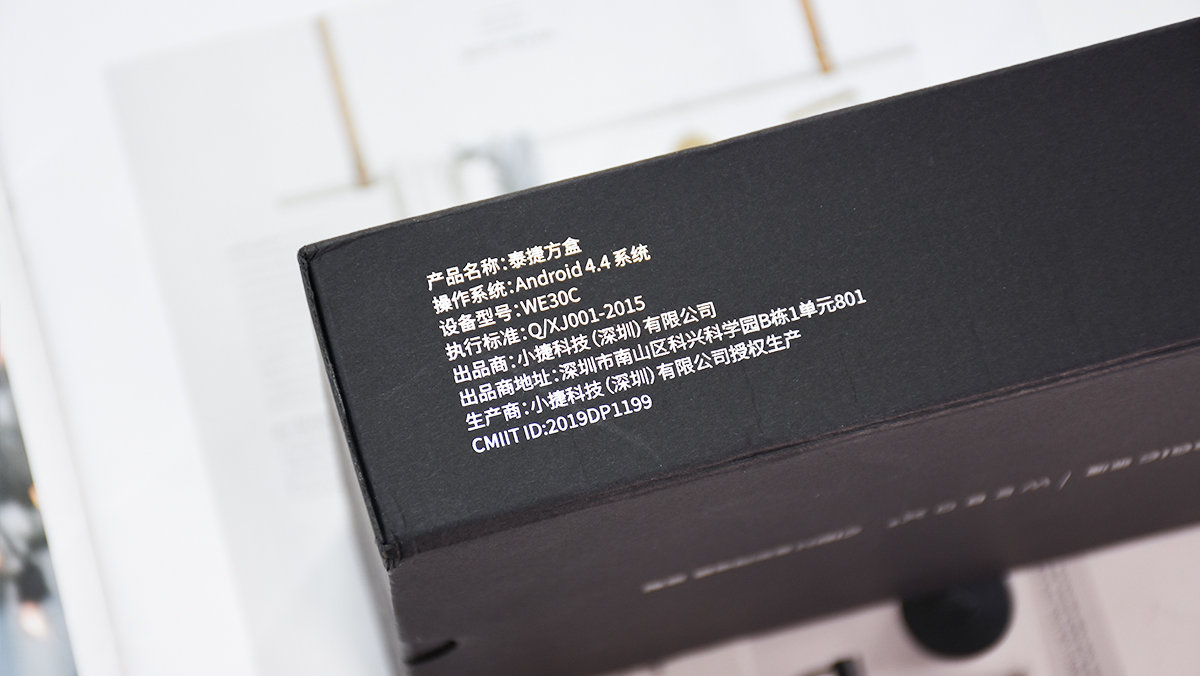 产品名称：泰捷方盒
操作系统：Android 4.4 系统
设备型号：WE30C
执行标准：Q/XJ001-2015
出品商：小捷科技（深圳）有限公司
出品商地址：深圳市南山区科兴科学园B栋1单元801
生产商：小捷科技（深圳）有限公司授权生产
CMIIT ID:2019DP1199